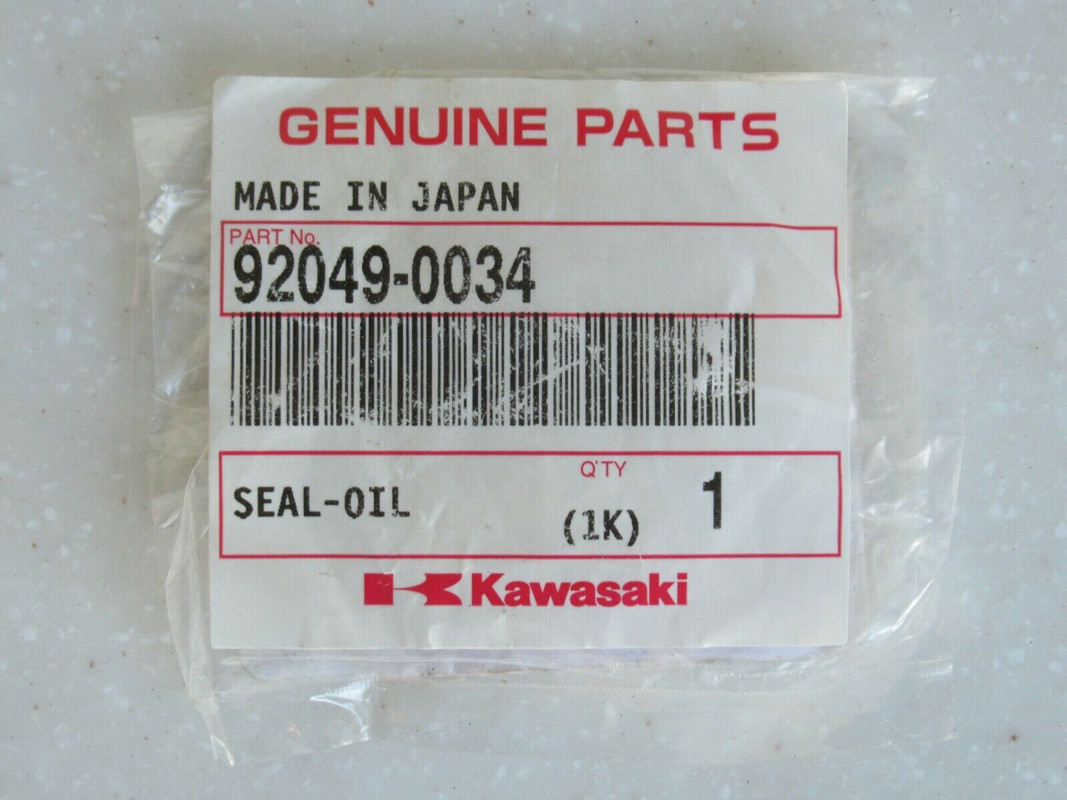 GENUINE PARTS
MADE IN JAPAN
PART No.
92049-0034
Q'TY
SEAL-OIL (1K) 1
Kawasaki